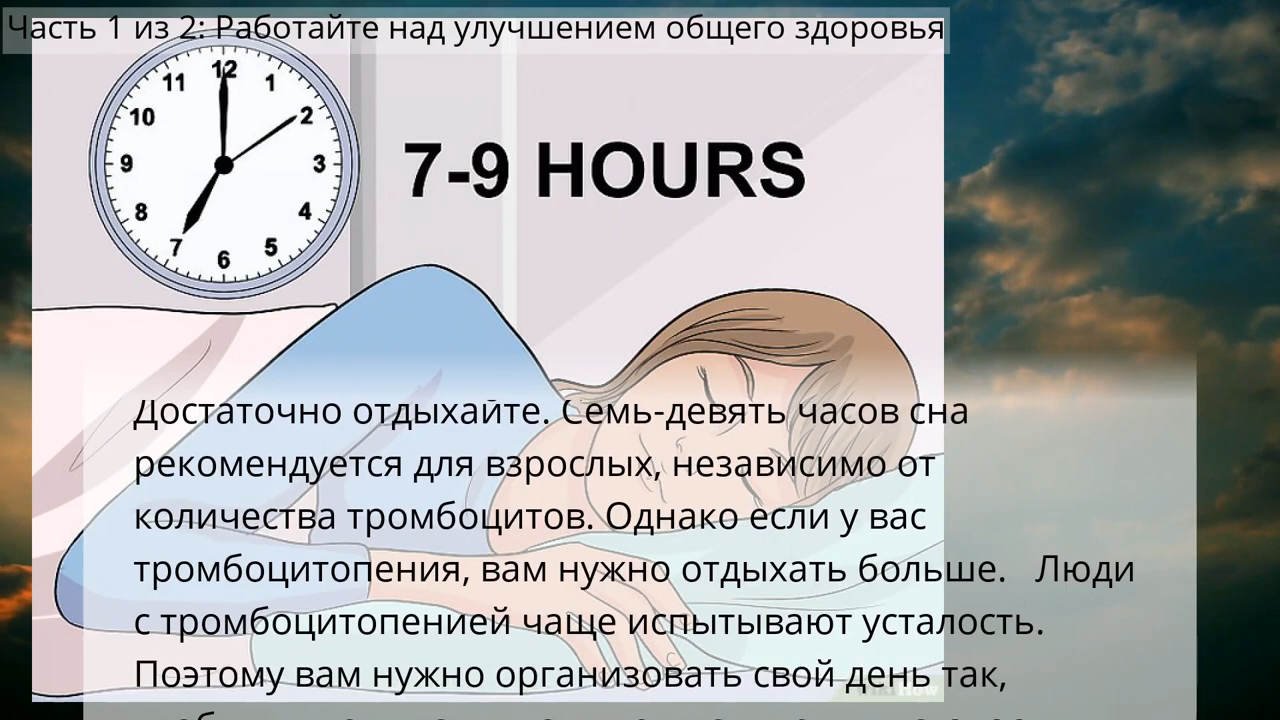 Часть 1 из 2: Работайте над улучшением общего здоровья
12
11
1
10
2
9
3
8
4
7
5
6
7-9 HOURS
Достаточно отдыхайте. Семь-девять часов сна
рекомендуется для взрослых, независимо от
количества тромбоцитов. Однако если у вас
тромбоцитопения, вам нужно отдыхать больше. Люди
с тромбоцитопенией чаще испытывают усталость.
Поэтому вам нужно организовать свой день так,